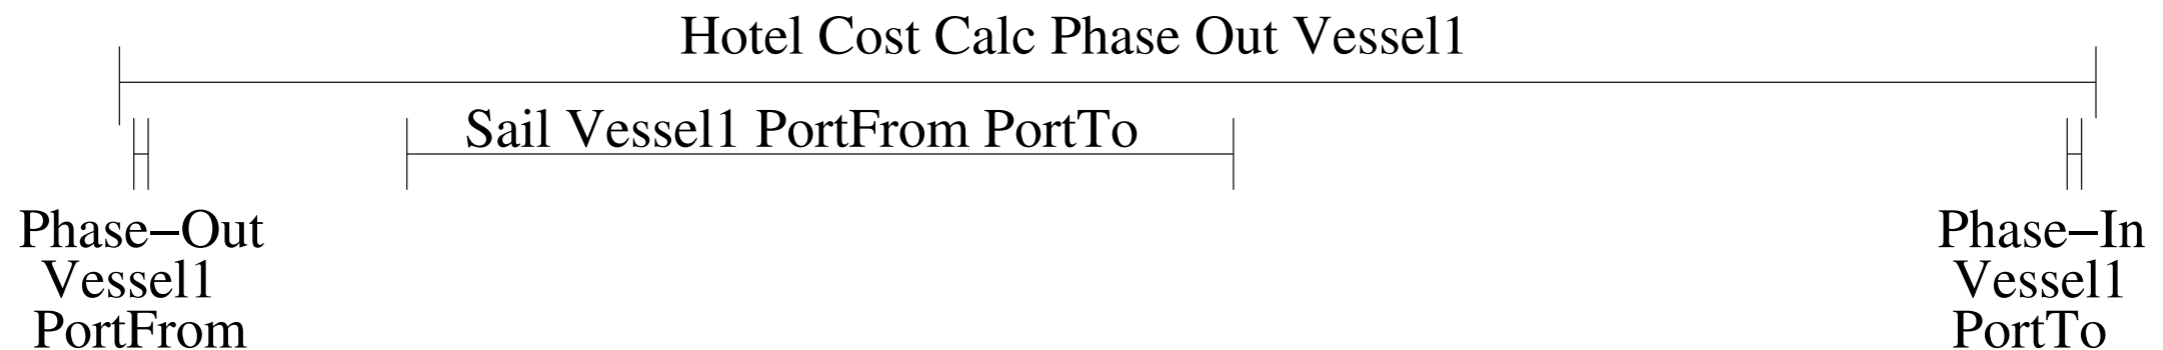 Hotel Cost Calc Phase Out Vessel1
Sail Vessel1 PortFrom PortTo
Phase−Out
Vessel1
PortFrom
Phase−In
Vessel1
PortTo